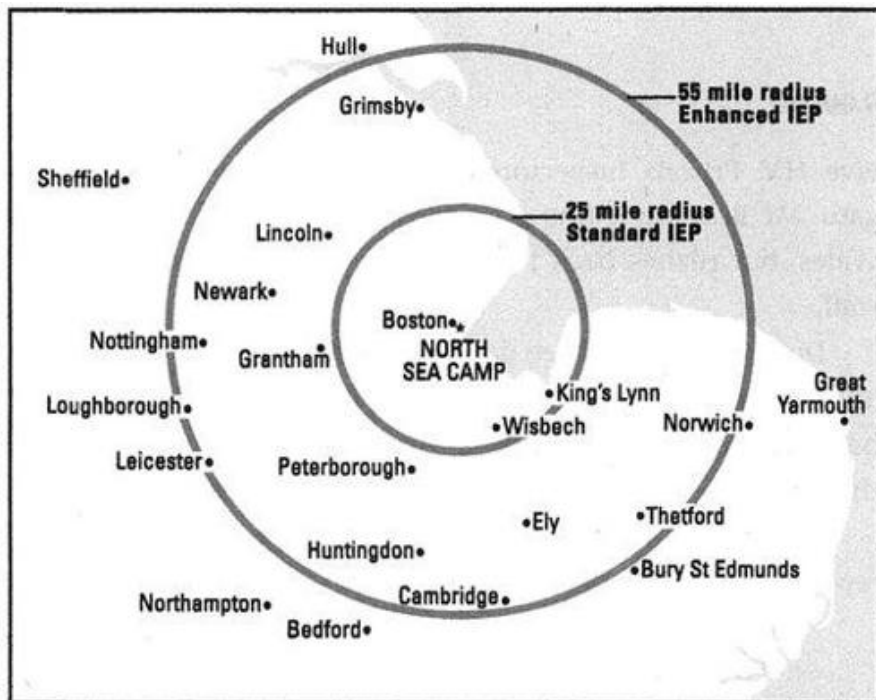 Hull
55 mile radius
Enhanced IEP
Grimsby
Sheffield
25 mile radius
Standard IEP
Lincoln
Newark
Boston
Nottingham
NORTH
SEA CAMP
Grantham
Great
Yarmouth
King's Lynn
Loughborough
Wisbech
Norwich
Leicester
Peterborough
Ely
Thetford
Huntingdon
Bury St Edmunds
Cambridge
Northampton
Bedford